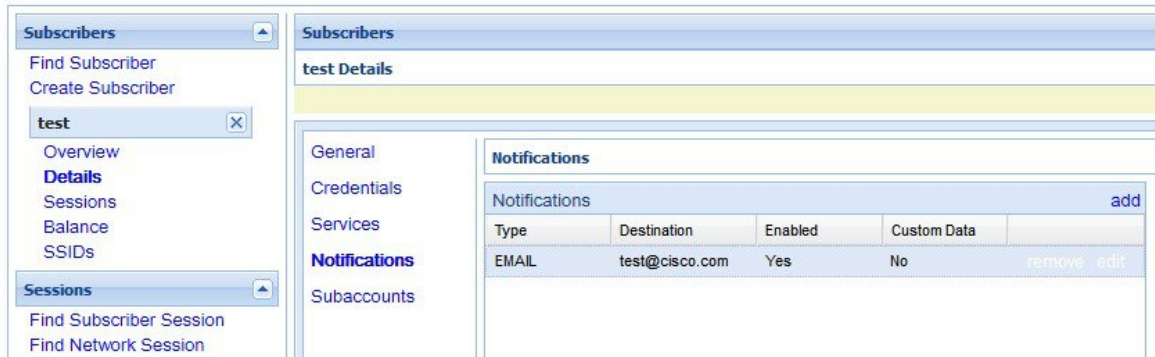 Subscribers
Find Subscriber
Create Subscriber
test
Overview
Details
Sessions
Balance
SSIDs
Sessions
Find Subscriber Session
Find Network Session
Subscribers
test Details
General
Credentials
Services
Notifications
Subaccounts
Notifications
Notifications add
Type Destination Enabled Custom Data
EMAIL test@cisco.com Yes No remove edit